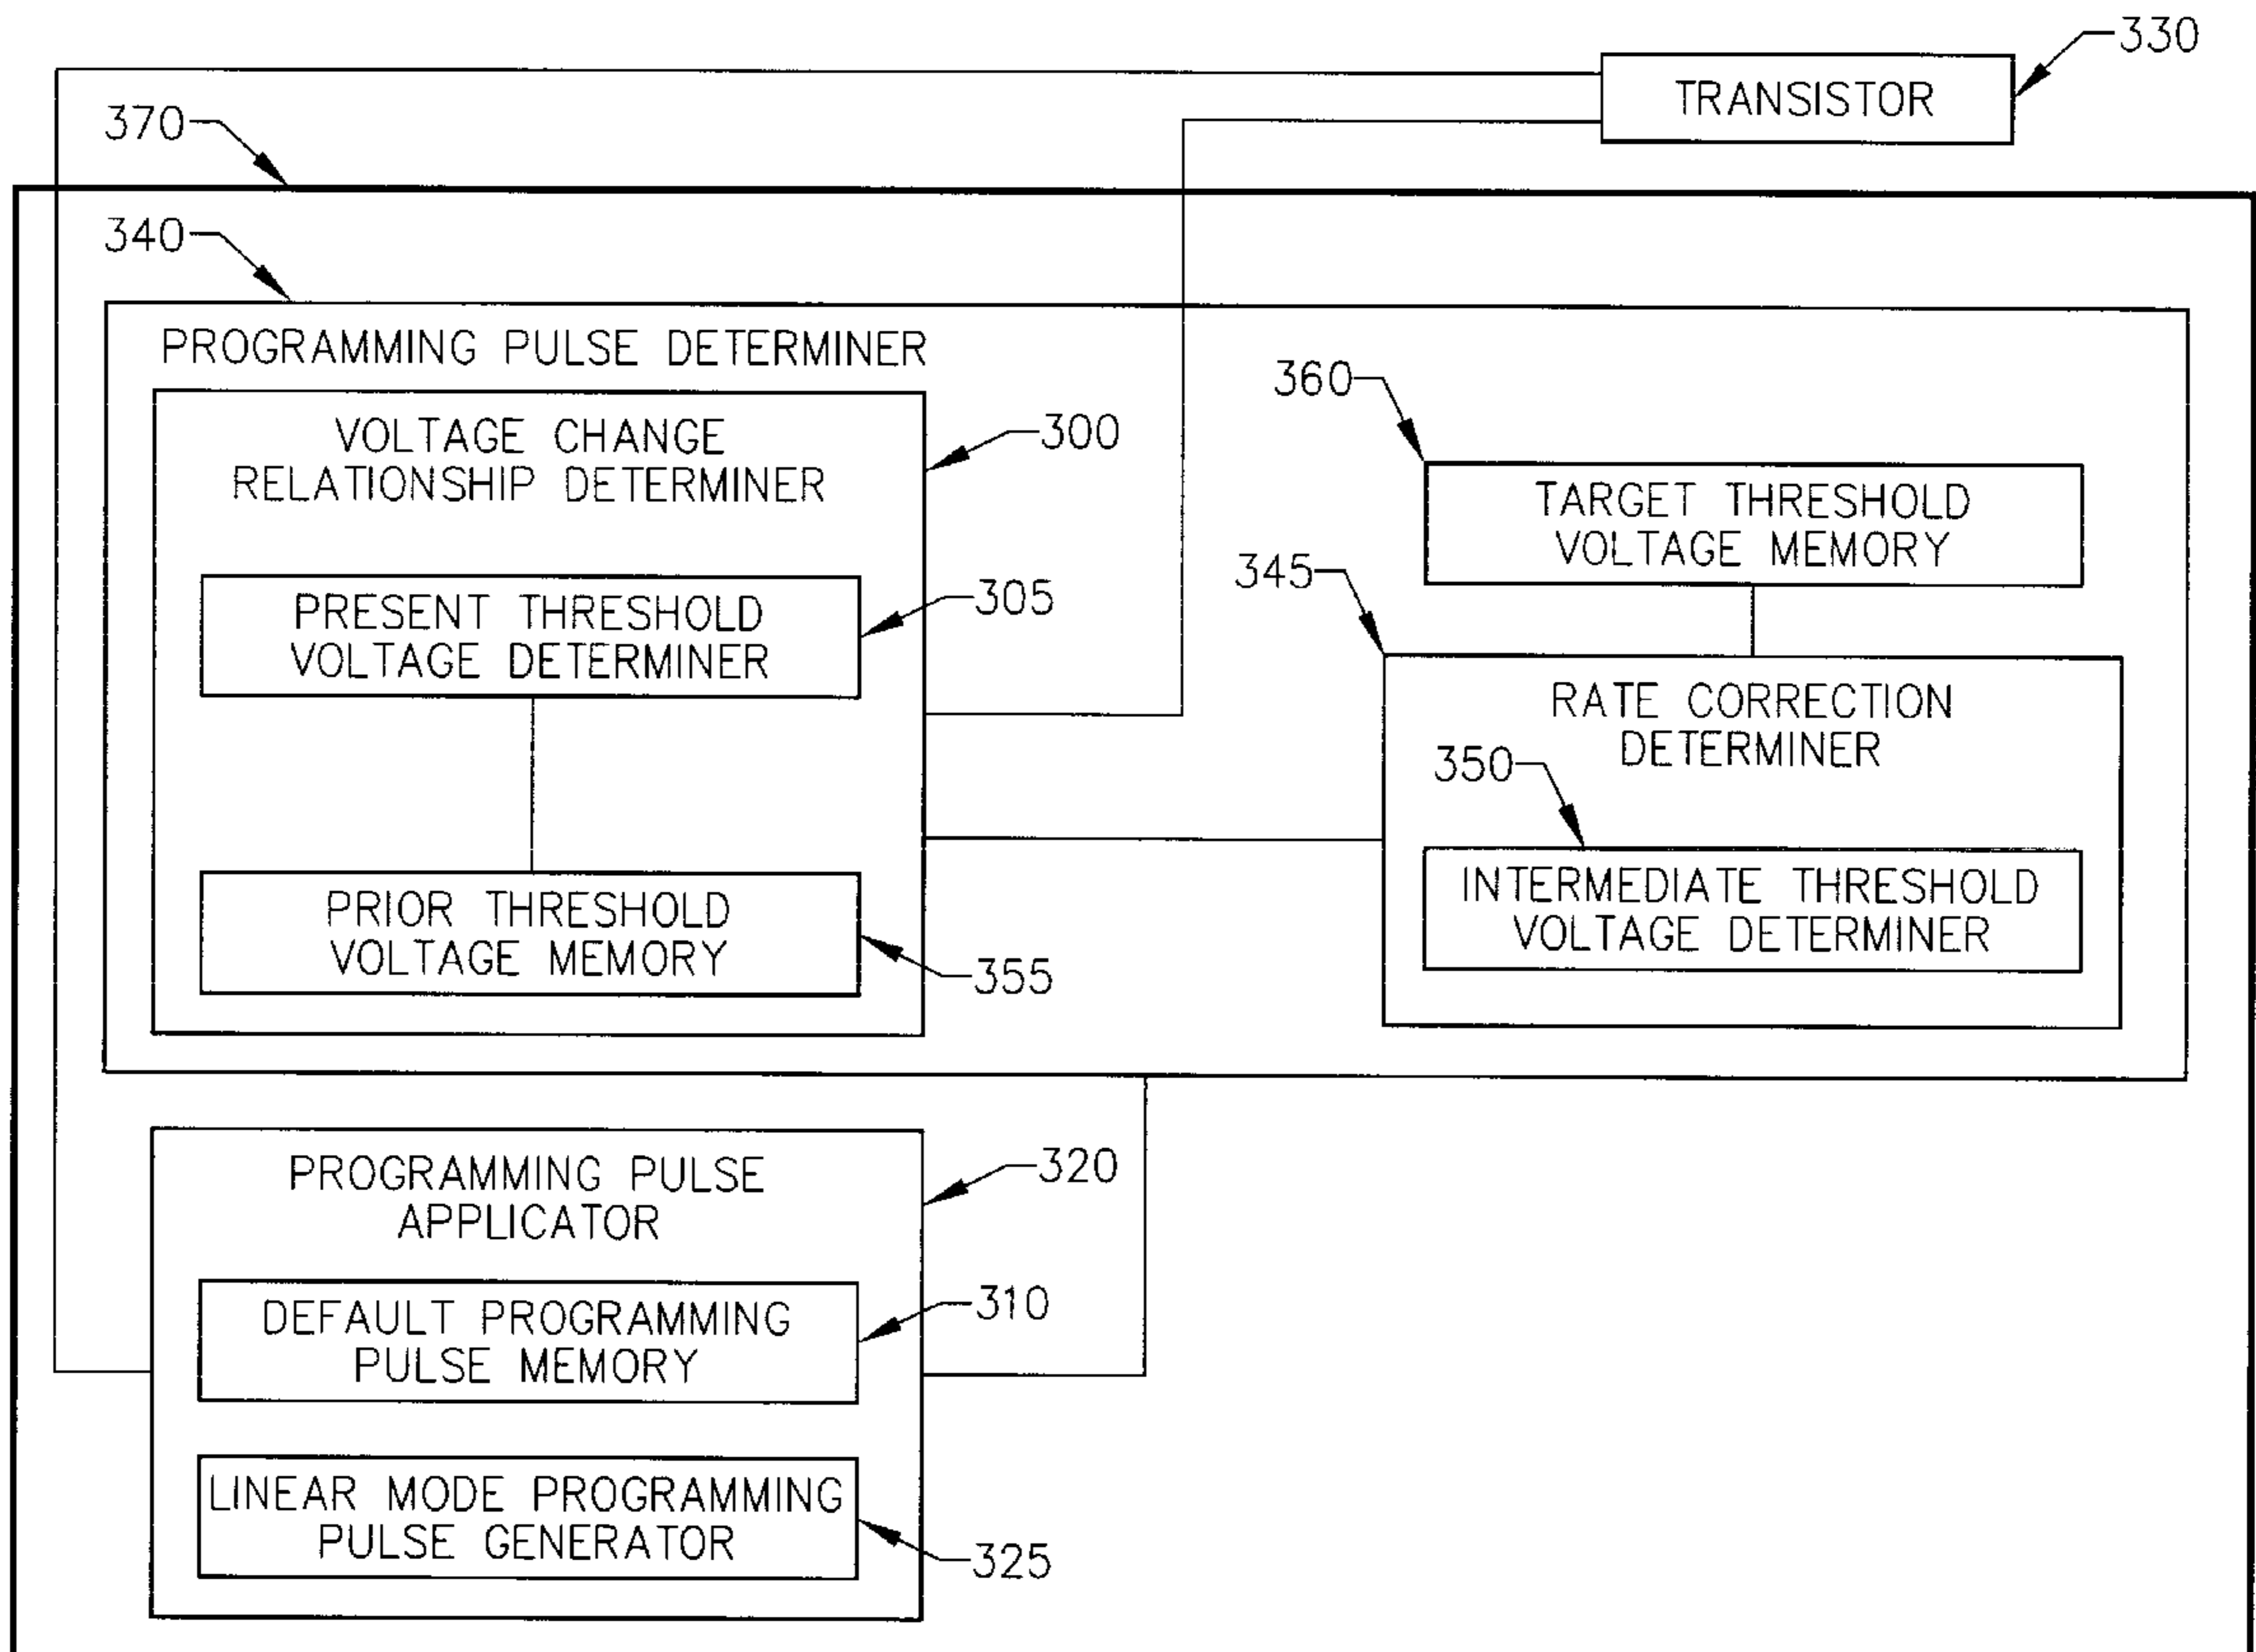 330
TRANSISTOR
370
340
PROGRAMMING PULSE DETERMINER
VOLTAGE CHANGE
RELATIONSHIP DETERMINER
300
PRESENT THRESHOLD
VOLTAGE DETERMINER
305
PRIOR THRESHOLD
VOLTAGE MEMORY
355
360
TARGET THRESHOLD
VOLTAGE MEMORY
345
RATE CORRECTION
DETERMINER
350
INTERMEDIATE THRESHOLD
VOLTAGE DETERMINER
PROGRAMMING PULSE
APPLICATOR
320
DEFAULT PROGRAMMING
PULSE MEMORY
310
LINEAR MODE PROGRAMMING
PULSE GENERATOR
325